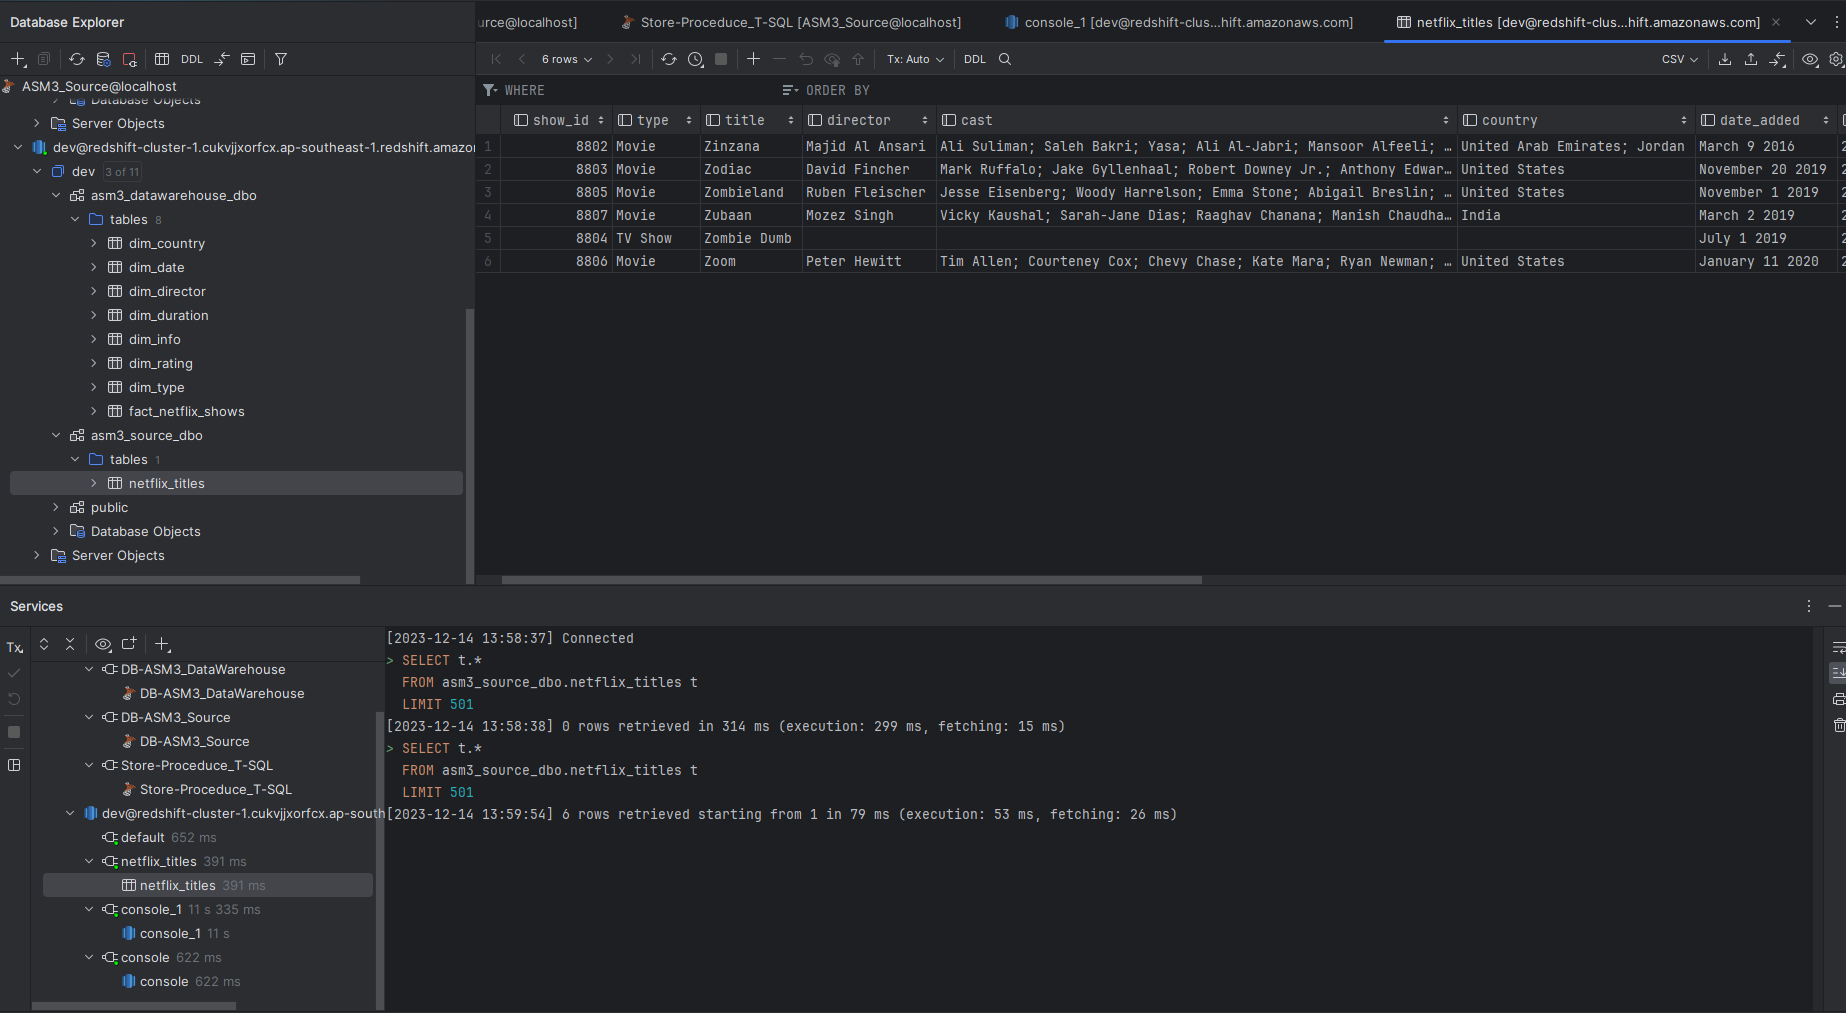 Database Explorer
urce@localhost]
Store-Proceduce_T-SQL [ASM3_Source@localhost]
console_1 [dev@redshift-clus...hift.amazonaws.com]
netflix_titles [dev@redshift-clus...hift.amazonaws.com]
DDL
6 rows
Tx: Auto
DDL
CSV
WHERE
ORDER BY
show_id type title director cast country date_added
1 8802 Movie Zinzana Majid Al Ansari Ali Suliman; Saleh Bakri; Yasa; Ali Al-Jabri; Mansoor Alfeeli; … United Arab Emirates; Jordan March 9 2016
2 8803 Movie Zodiac David Fincher Mark Ruffalo; Jake Gyllenhaal; Robert Downey Jr.; Anthony Edwar… United States November 20 2019
3 8805 Movie Zombieland Ruben Fleischer Jesse Eisenberg; Woody Harrelson; Emma Stone; Abigail Breslin; … United States November 1 2019
4 8807 Movie Zubaan Mozez Singh Vicky Kaushal; Sarah-Jane Dias; Raaghav Chanana; Manish Chaudha… India March 2 2019
5 8804 TV Show Zombie Dumb July 1 2019
6 8806 Movie Zoom Peter Hewitt Tim Allen; Courteney Cox; Chevy Chase; Kate Mara; Ryan Newman; … United States January 11 2020
ASM3_Source@localhost
Database Objects
Server Objects
dev@redshift-cluster-1.cukvjjxorfcx.ap-southeast-1.redshift.amazon
dev 3 of 11
asm3_datawarehouse_dbo
tables 8
dim_country
dim_date
dim_director
dim_duration
dim_info
dim_rating
dim_type
fact_netflix_shows
asm3_source_dbo
tables 1
netflix_titles
public
Database Objects
Server Objects
Services
Tx
DB-ASM3_DataWarehouse
DB-ASM3_DataWarehouse
DB-ASM3_Source
DB-ASM3_Source
Store-Proceduce_T-SQL
Store-Proceduce_T-SQL
dev@redshift-cluster-1.cukvjjxorfcx.ap-south
default 652 ms
netflix_titles 391 ms
netflix_titles 391 ms
console_1 11 s 335 ms
console_1 11 s
console 622 ms
console 622 ms
[2023-12-14 13:58:37] Connected
> SELECT t.*
FROM asm3_source_dbo.netflix_titles t
LIMIT 501
[2023-12-14 13:58:38] 0 rows retrieved in 314 ms (execution: 299 ms, fetching: 15 ms)
> SELECT t.*
FROM asm3_source_dbo.netflix_titles t
LIMIT 501
[2023-12-14 13:59:54] 6 rows retrieved starting from 1 in 79 ms (execution: 53 ms, fetching: 26 ms)